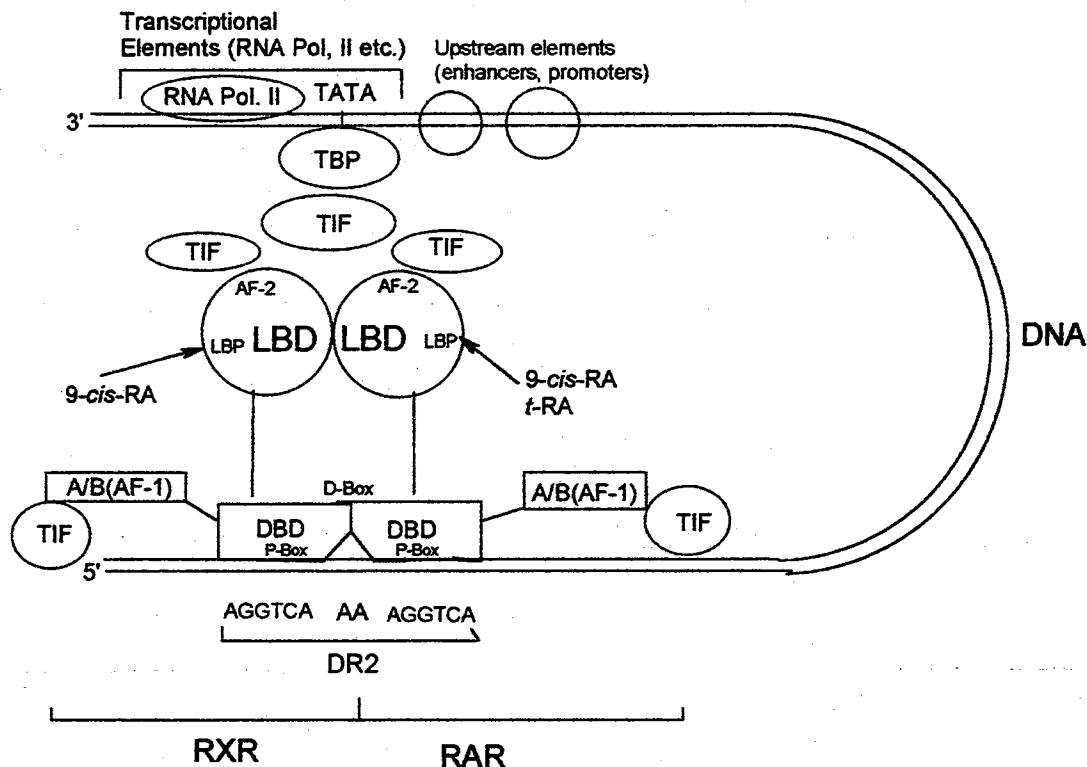 Transcriptional
Elements (RNA Pol, II etc.)
Upstream elements
(enhancers, promoters)
RNA Pol. II
TATA
3'
TBP
TIF
TIF
TIF
AF-2
AF-2
LBP LBD
LBD LBP
DNA
9-cis-RA
9-cis-RA
t-RA
A/B(AF-1)
D-Box
A/B(AF-1)
TIF
DBD
P-Box
DBD
P-Box
TIF
5'
AGGTCA AA AGGTCA
DR2
RXR
RAR